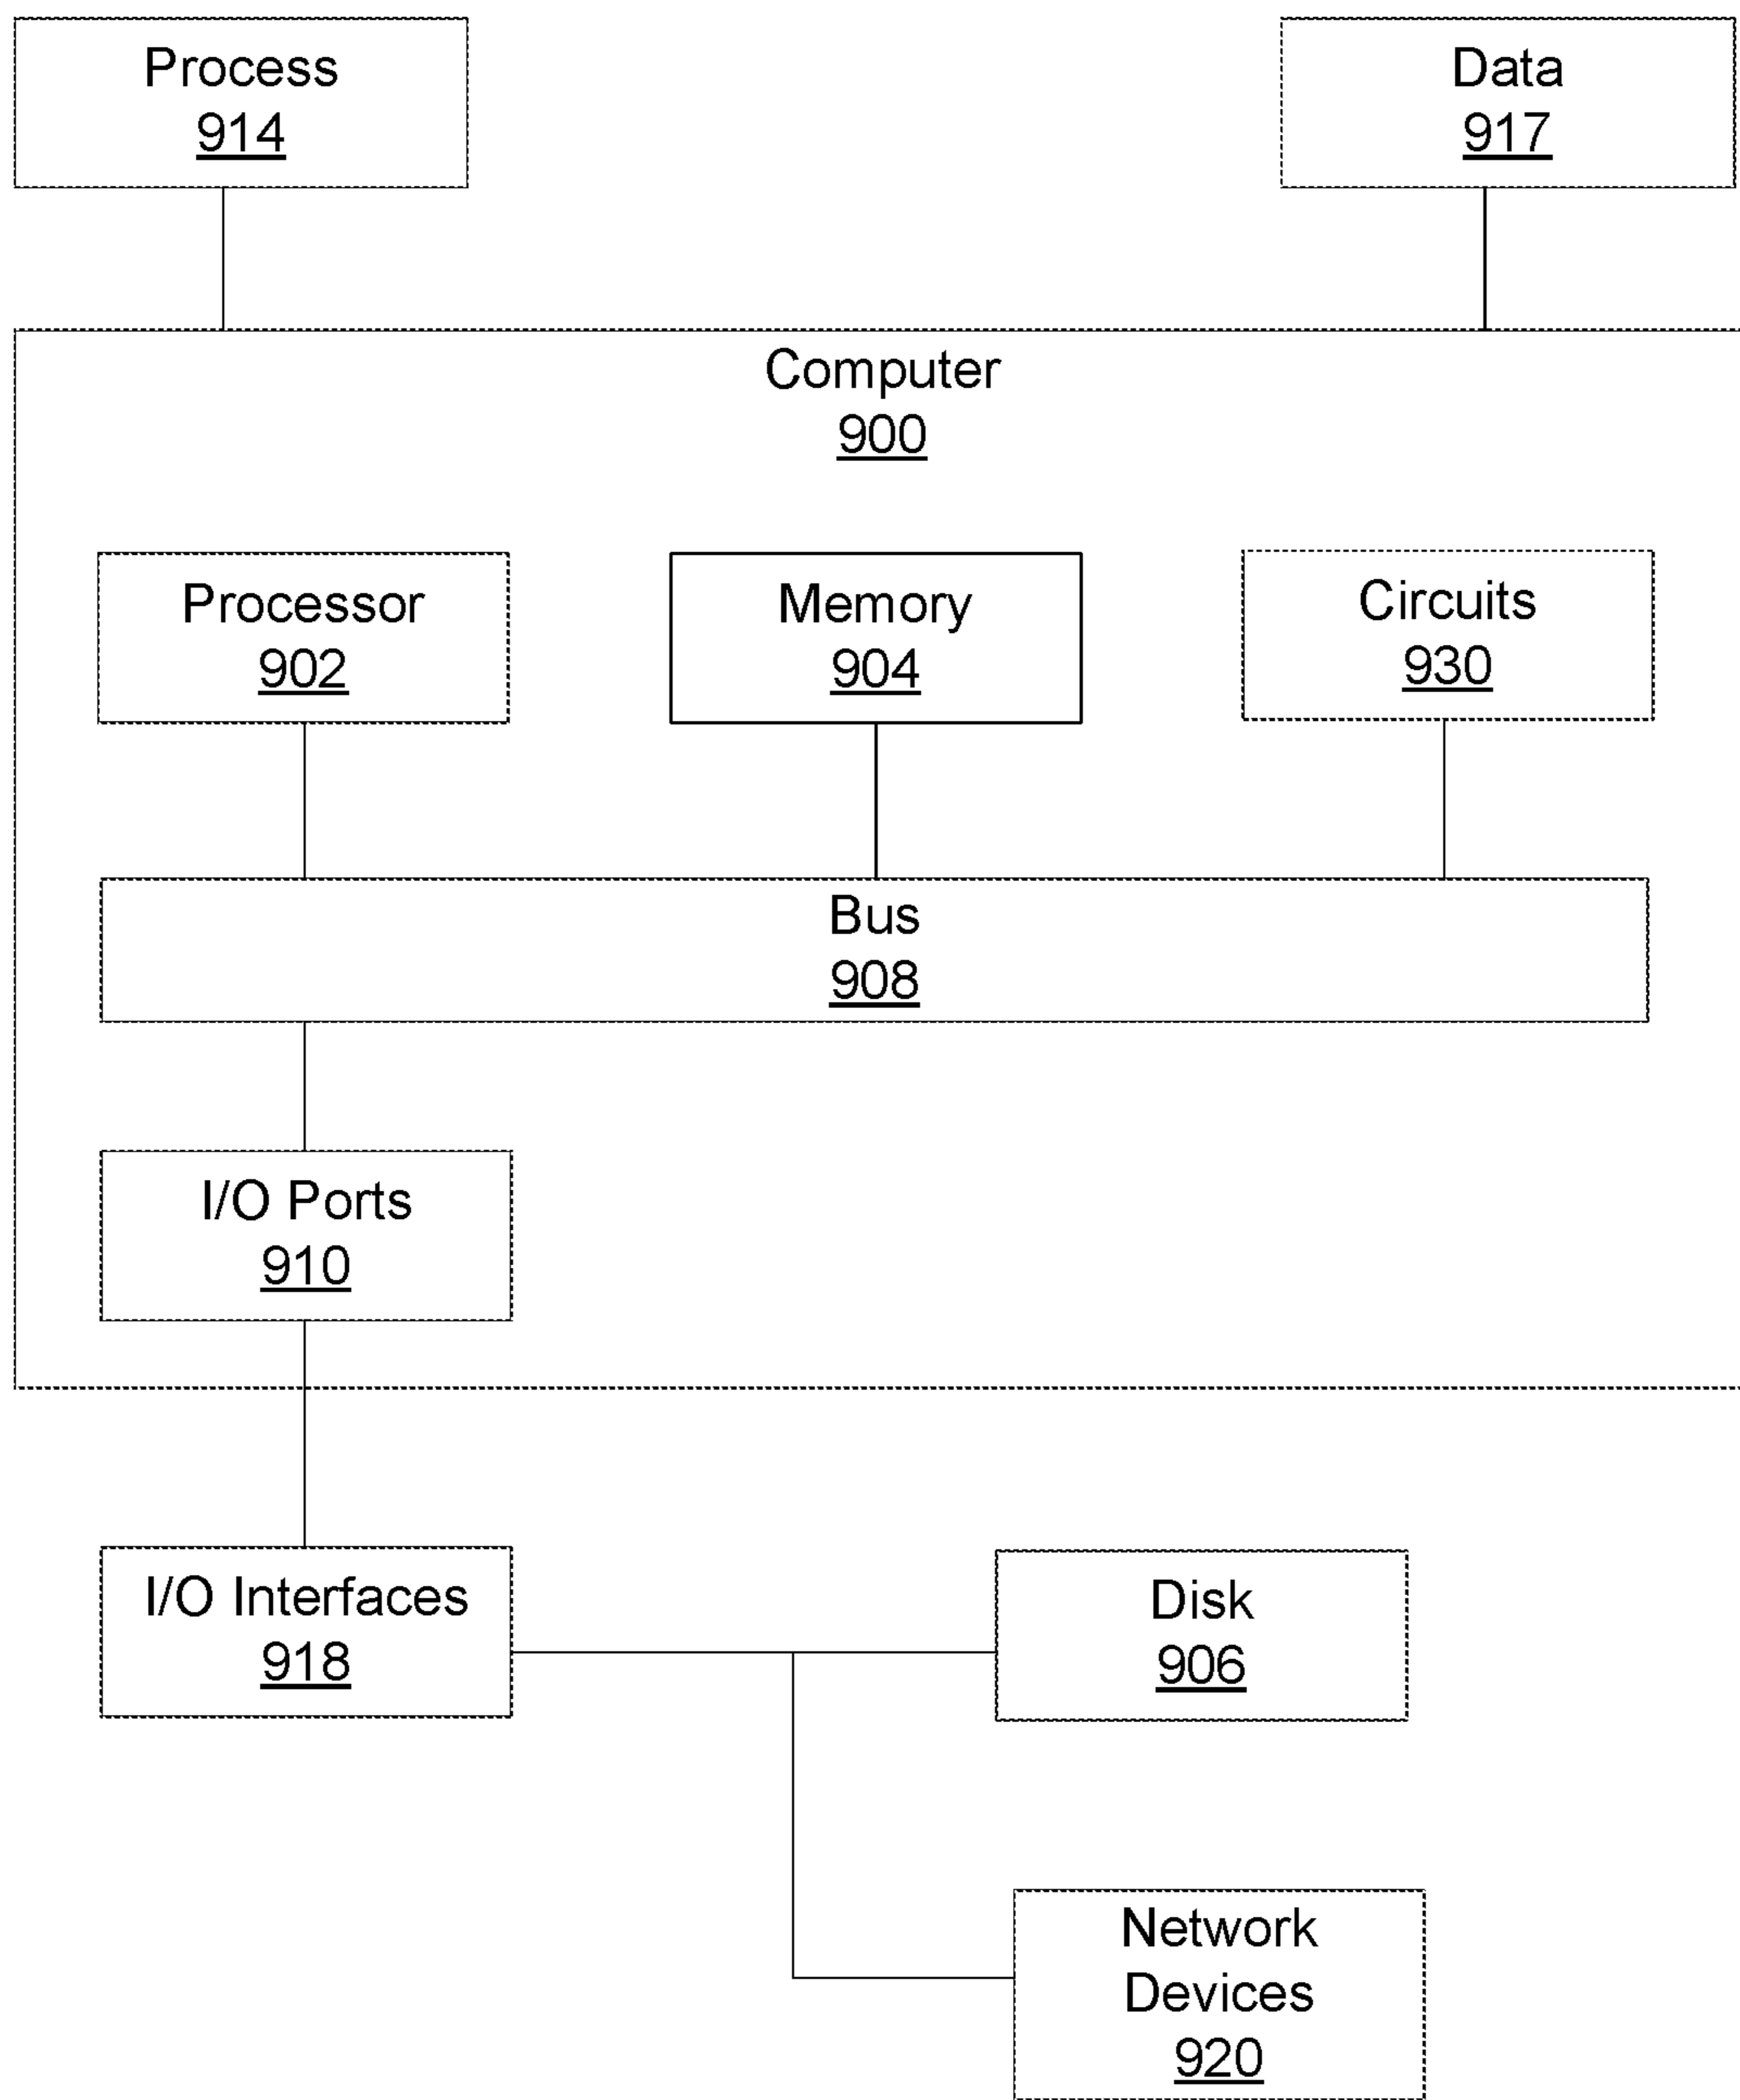 Process
914
Data
917
Computer
900
Processor
902
Memory
904
Circuits
930
Bus
908
I/O Ports
910
I/O Interfaces
918
Disk
906
Network
Devices
920